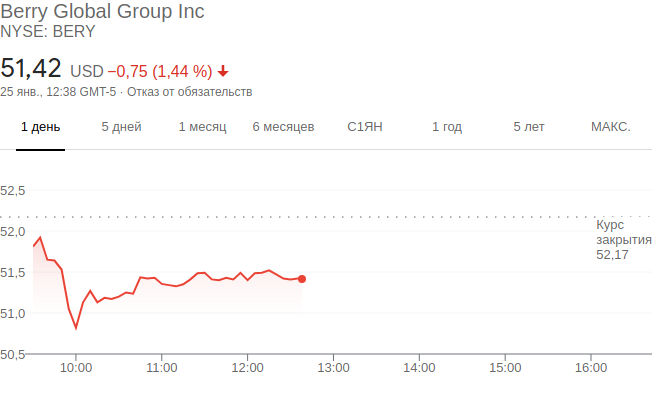 Berry Global Group Inc
NYSE: BERY
51,42 USD −0,75 (1,44 %)
25 янв., 12:38 GMT-5 · Отказ от обязательств
1 день 5 дней 1 месяц 6 месяцев С1ЯН 1 год 5 лет МАКС.
52,5
52,0
51,5
51,0
50,5
Курс
закрытия
52,17
10:00 11:00 12:00 13:00 14:00 15:00 16:00